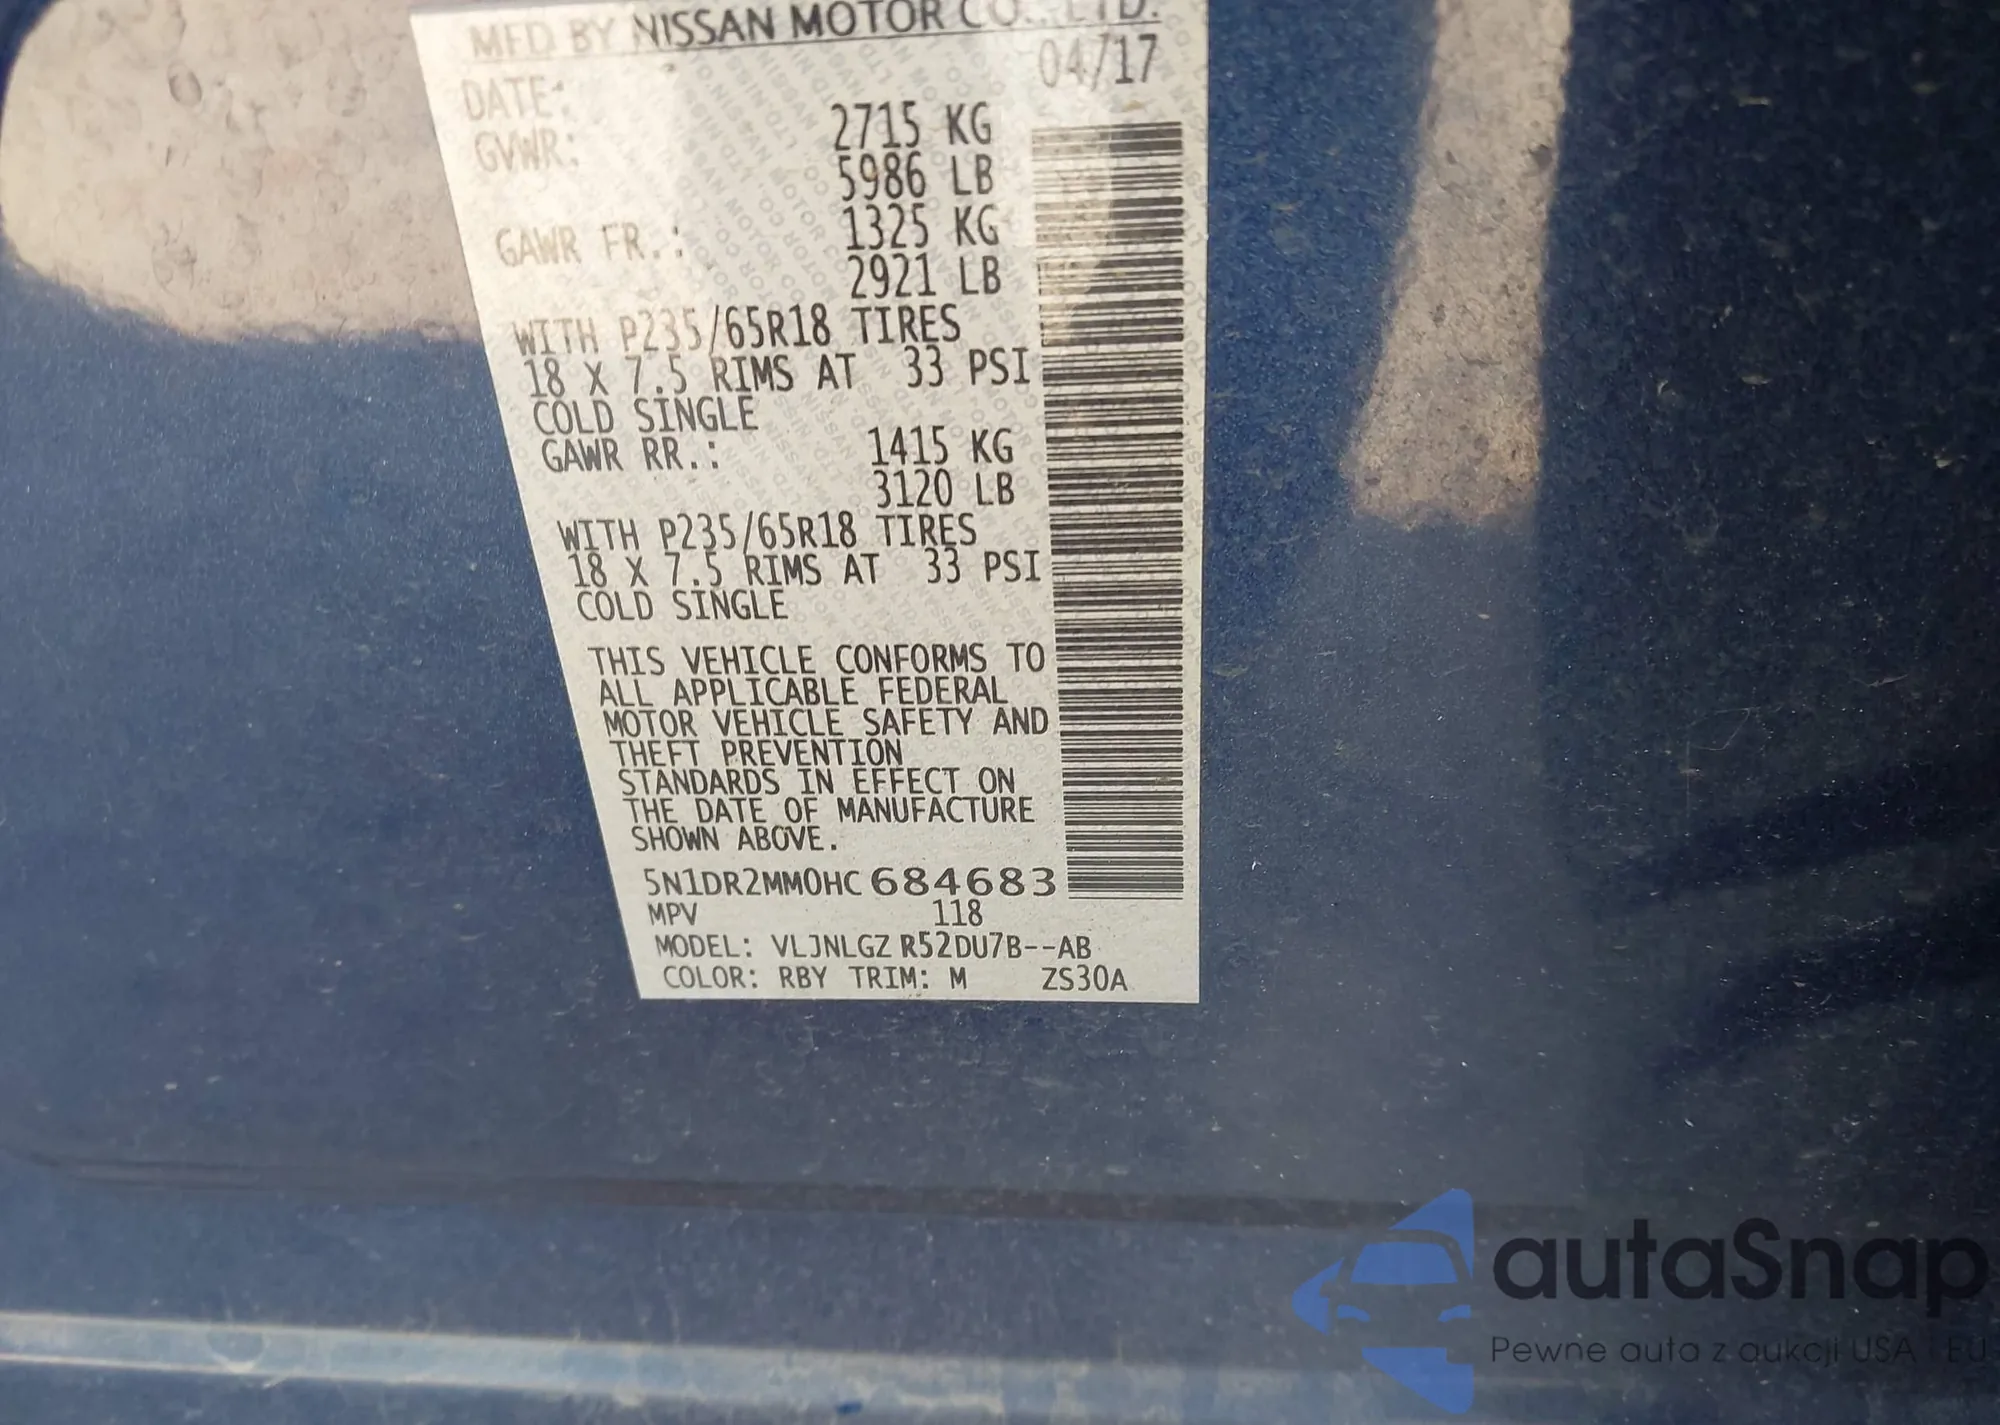 MFD BY NISSAN MOTOR CO., LTD.
DATE: 04/17
GVWR: 2715 KG
5986 LB
GAWR FR.: 1325 KG
2921 LB
WITH P235/65R18 TIRES
18 X 7.5 RIMS AT 33 PSI
COLD SINGLE
GAWR RR.: 1415 KG
3120 LB
WITH P235/65R18 TIRES
18 X 7.5 RIMS AT 33 PSI
COLD SINGLE
THIS VEHICLE CONFORMS TO
ALL APPLICABLE FEDERAL
MOTOR VEHICLE SAFETY AND
THEFT PREVENTION
STANDARDS IN EFFECT ON
THE DATE OF MANUFACTURE
SHOWN ABOVE.
5N1DR2MM0HC684683
MPV 118
MODEL: VLJNLGZ R52DU7B--AB
COLOR: RBY TRIM: M ZS30A
autaSnap
Pewne auta z aukcji USA i EU